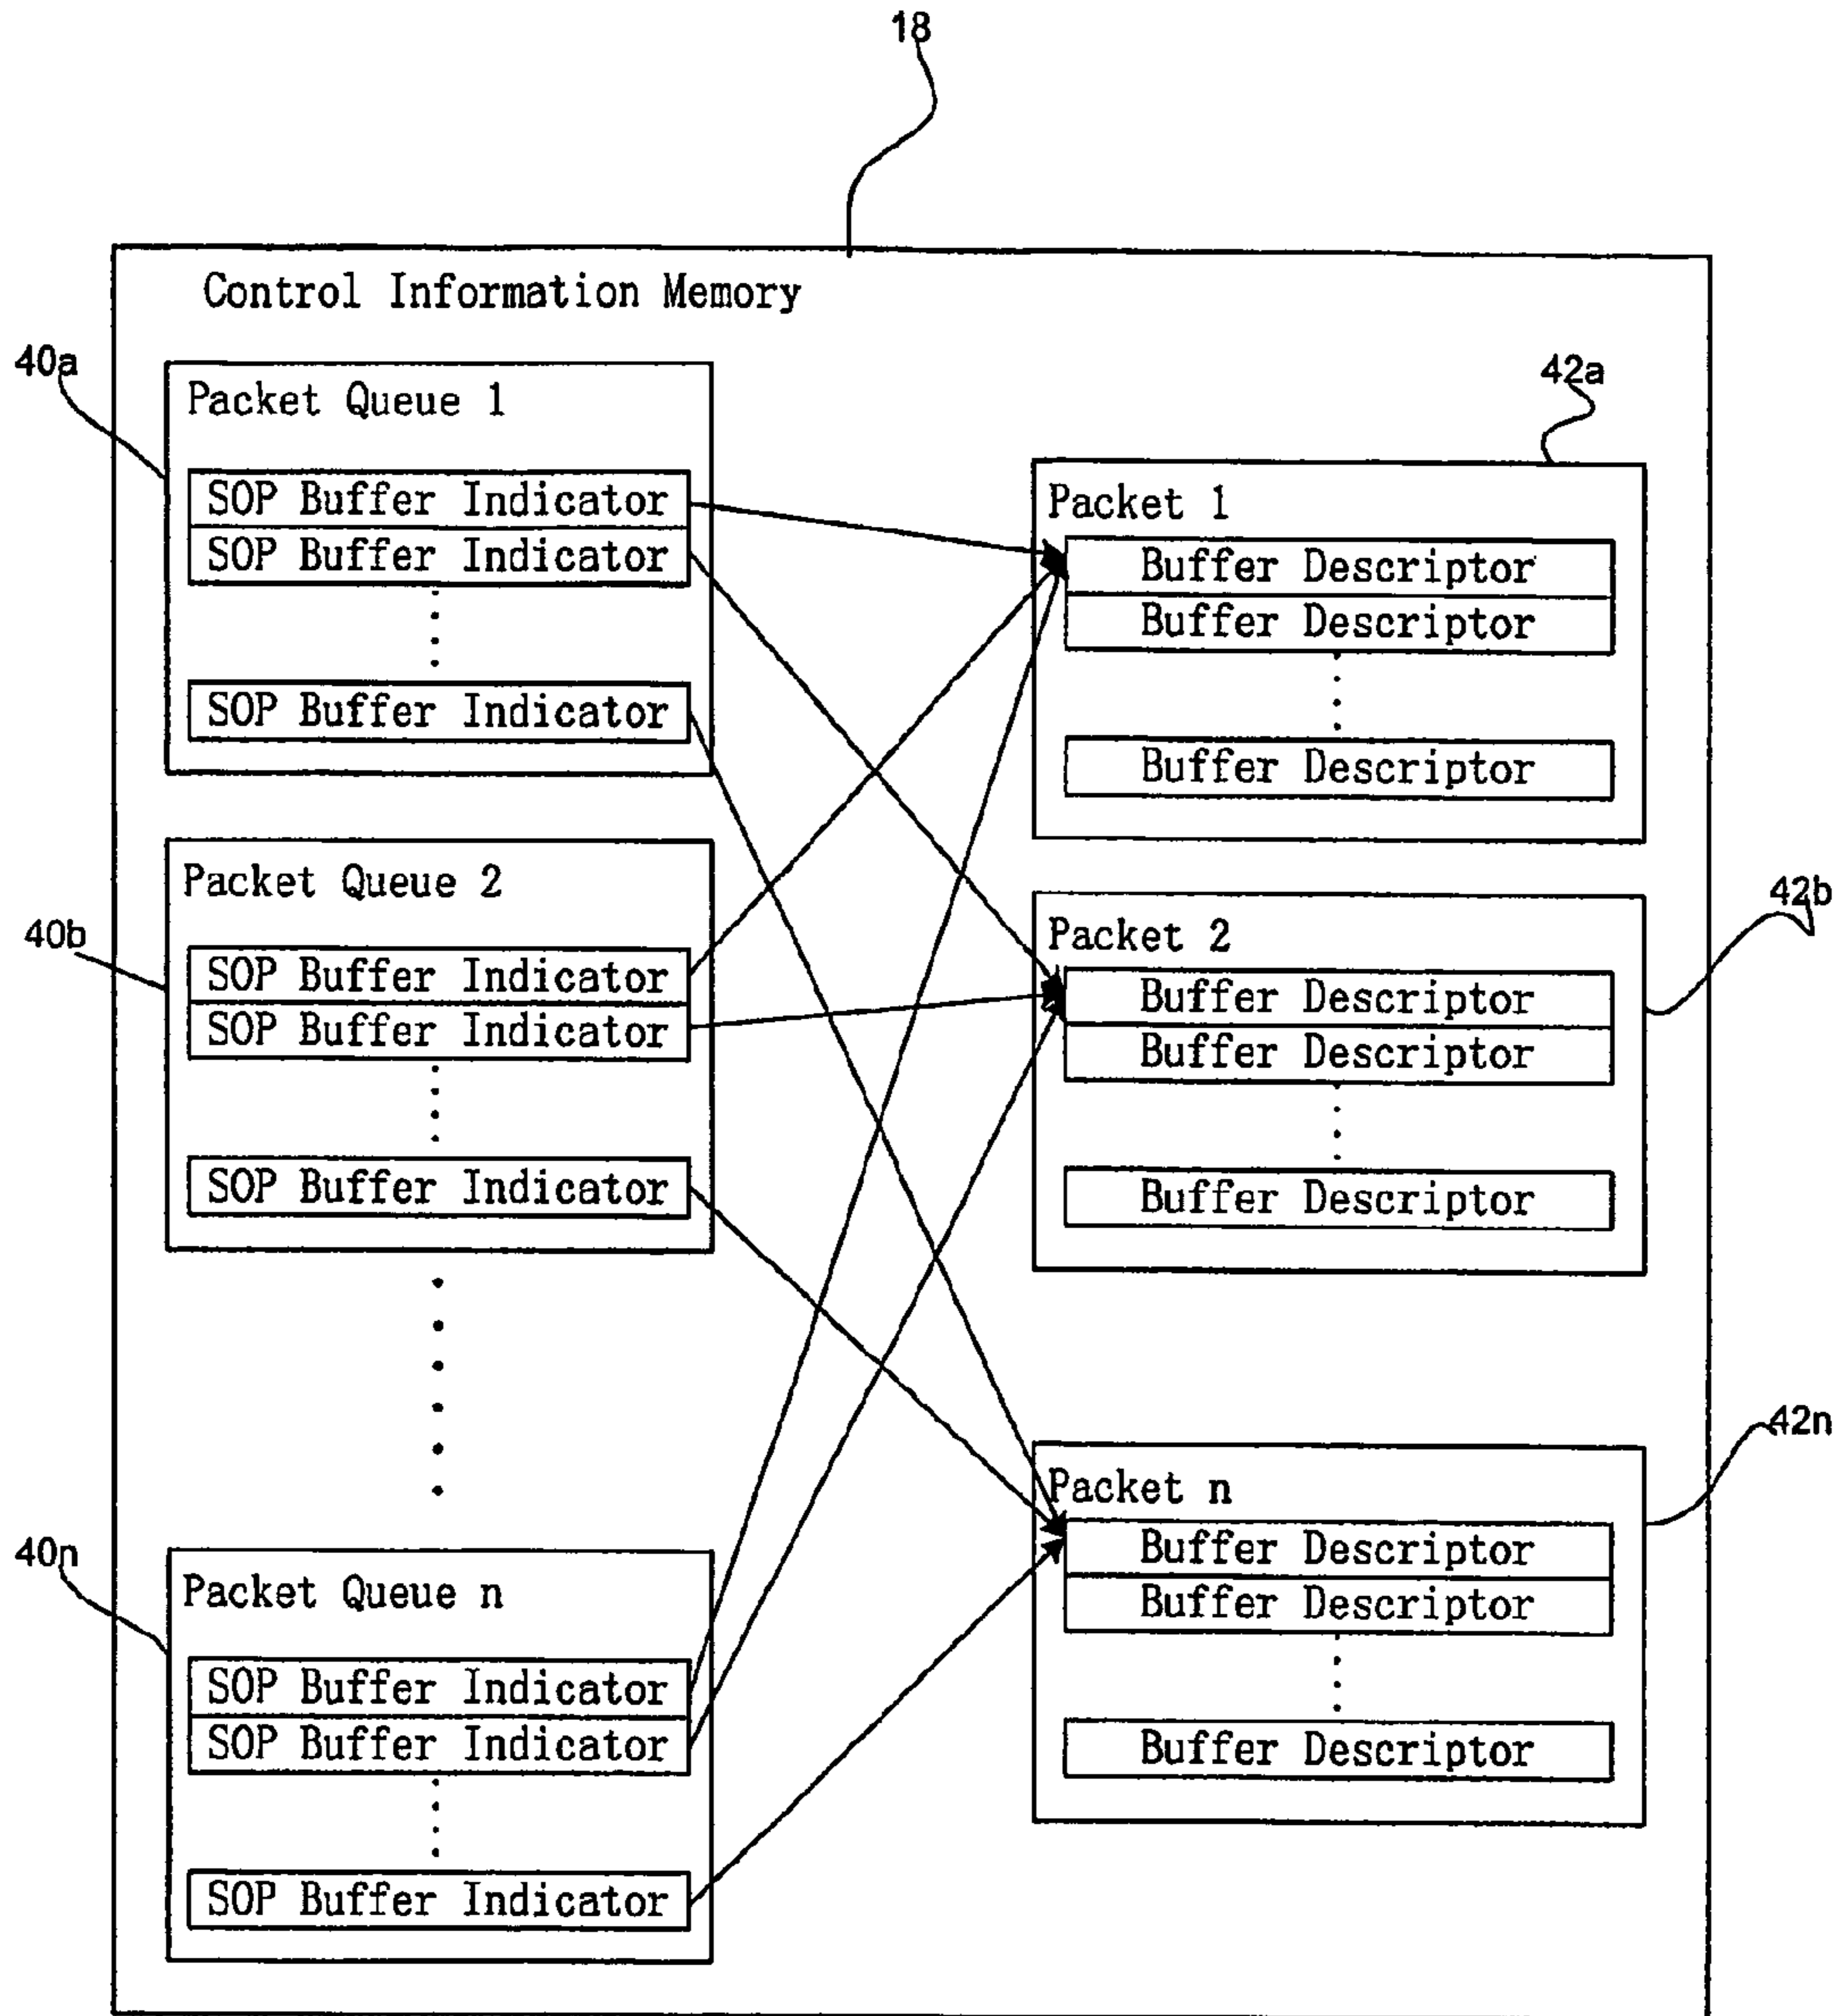 18
Control Information Memory
40a
Packet Queue 1
SOP Buffer Indicator
SOP Buffer Indicator
SOP Buffer Indicator
42a
Packet 1
Buffer Descriptor
Buffer Descriptor
Buffer Descriptor
40b
Packet Queue 2
SOP Buffer Indicator
SOP Buffer Indicator
SOP Buffer Indicator
42b
Packet 2
Buffer Descriptor
Buffer Descriptor
Buffer Descriptor
40n
Packet Queue n
SOP Buffer Indicator
SOP Buffer Indicator
SOP Buffer Indicator
42n
Packet n
Buffer Descriptor
Buffer Descriptor
Buffer Descriptor